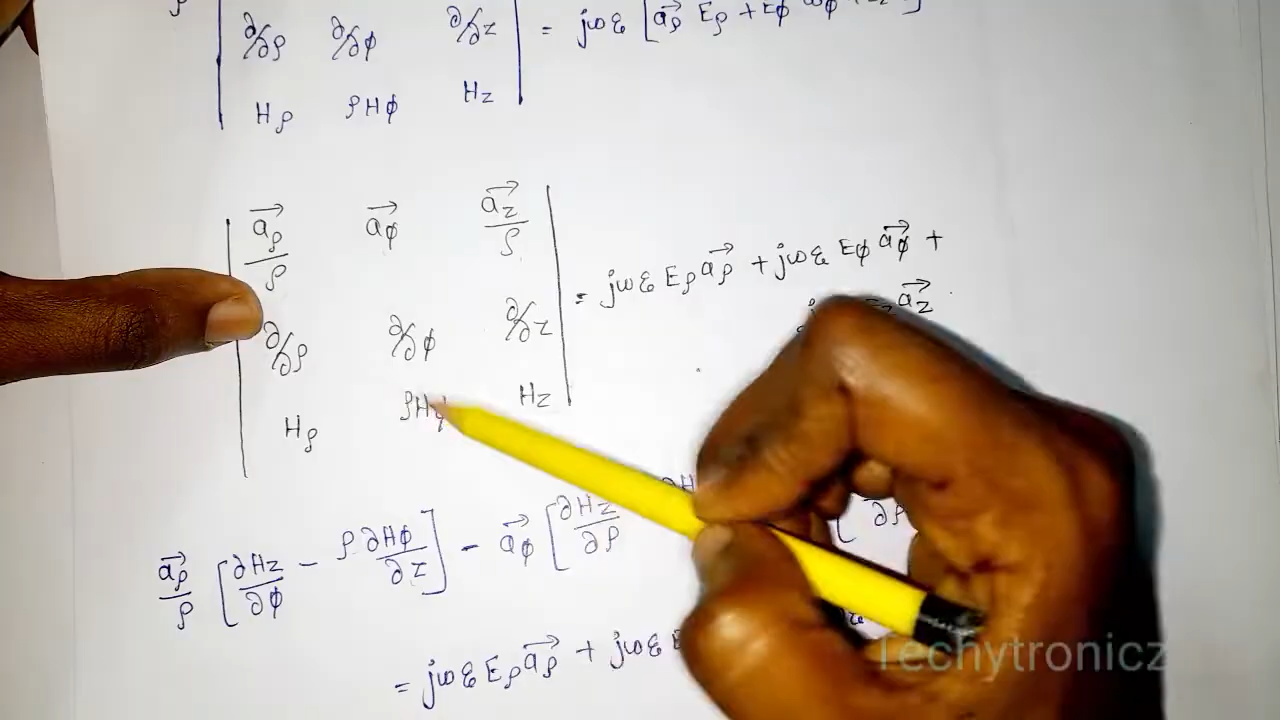 ∂/∂ρ ∂/∂ϕ ∂/∂z = jωε [a⃗ρ Eρ + Eϕ
Hρ ρHϕ Hz
a⃗ρ/ρ a⃗ϕ a⃗z/ρ
∂/∂ρ ∂/∂ϕ ∂/∂z = jωε Eρ a⃗ρ + jωε Eϕ a⃗ϕ +
a⃗z
Hρ ρHϕ Hz
a⃗ρ/ρ [∂Hz/∂ϕ − ρ∂Hϕ/∂z] − a⃗ϕ [∂Hz/∂ρ
= jωε Eρ a⃗ρ + jωε
Techytronicz